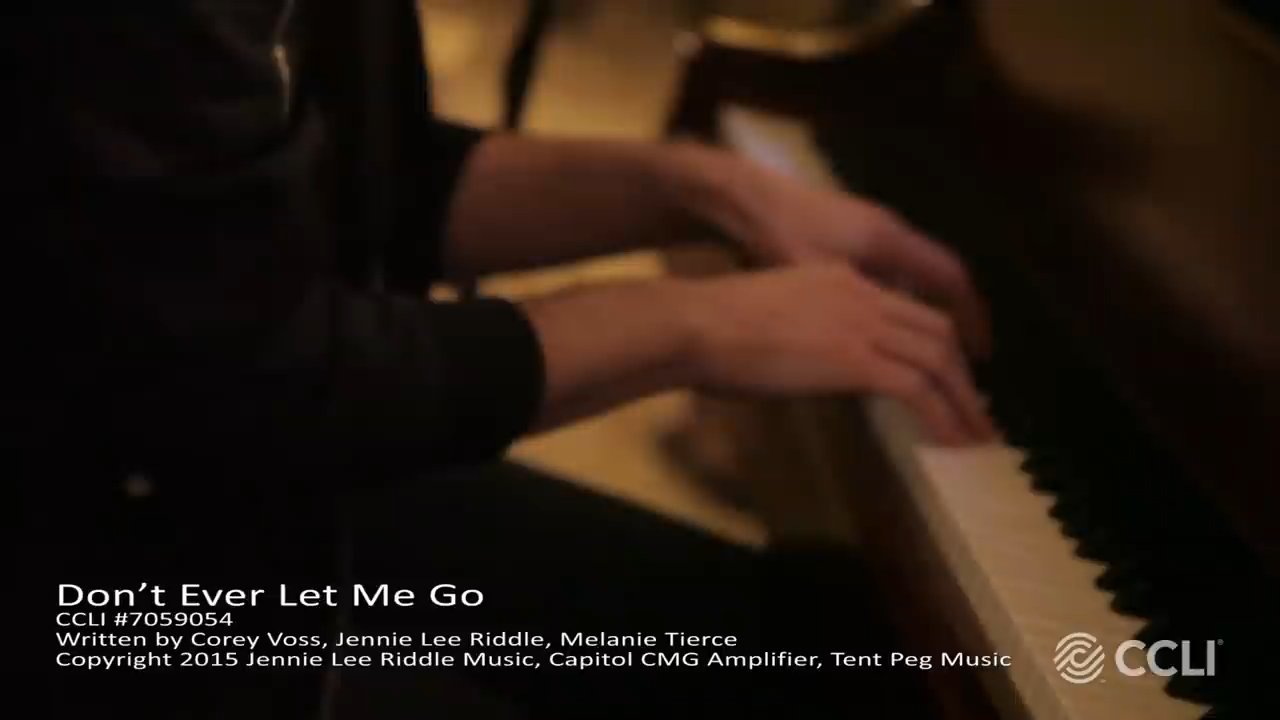 Don't Ever Let Me Go
CCLI #7059054
Written by Corey Voss, Jennie Lee Riddle, Melanie Tierce
Copyright 2015 Jennie Lee Riddle Music, Capitol CMG Amplifier, Tent Peg Music
CCLI®